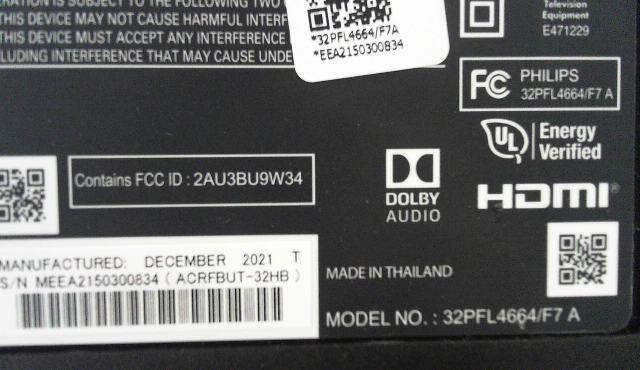 ERATION IS SUBJECT TO THE FOLLOWING TWO
THIS DEVICE MAY NOT CAUSE HARMFUL INTERF
THIS DEVICE MUST ACCEPT ANY INTERFERENCE
LUDING INTERFERENCE THAT MAY CAUSE UNDE
*32PFL4664/F7A
*EEA2150300834
Television
Equipment
E471229
FC PHILIPS
32PFL4664/F7 A
UL Energy
Verified
Contains FCC ID : 2AU3BU9W34
DOLBY
AUDIO
HDMI®
MANUFACTURED: DECEMBER 2021 T
S/N MEEA2150300834 ( ACRFBUT-32HB )
MADE IN THAILAND
MODEL NO. : 32PFL4664/F7 A